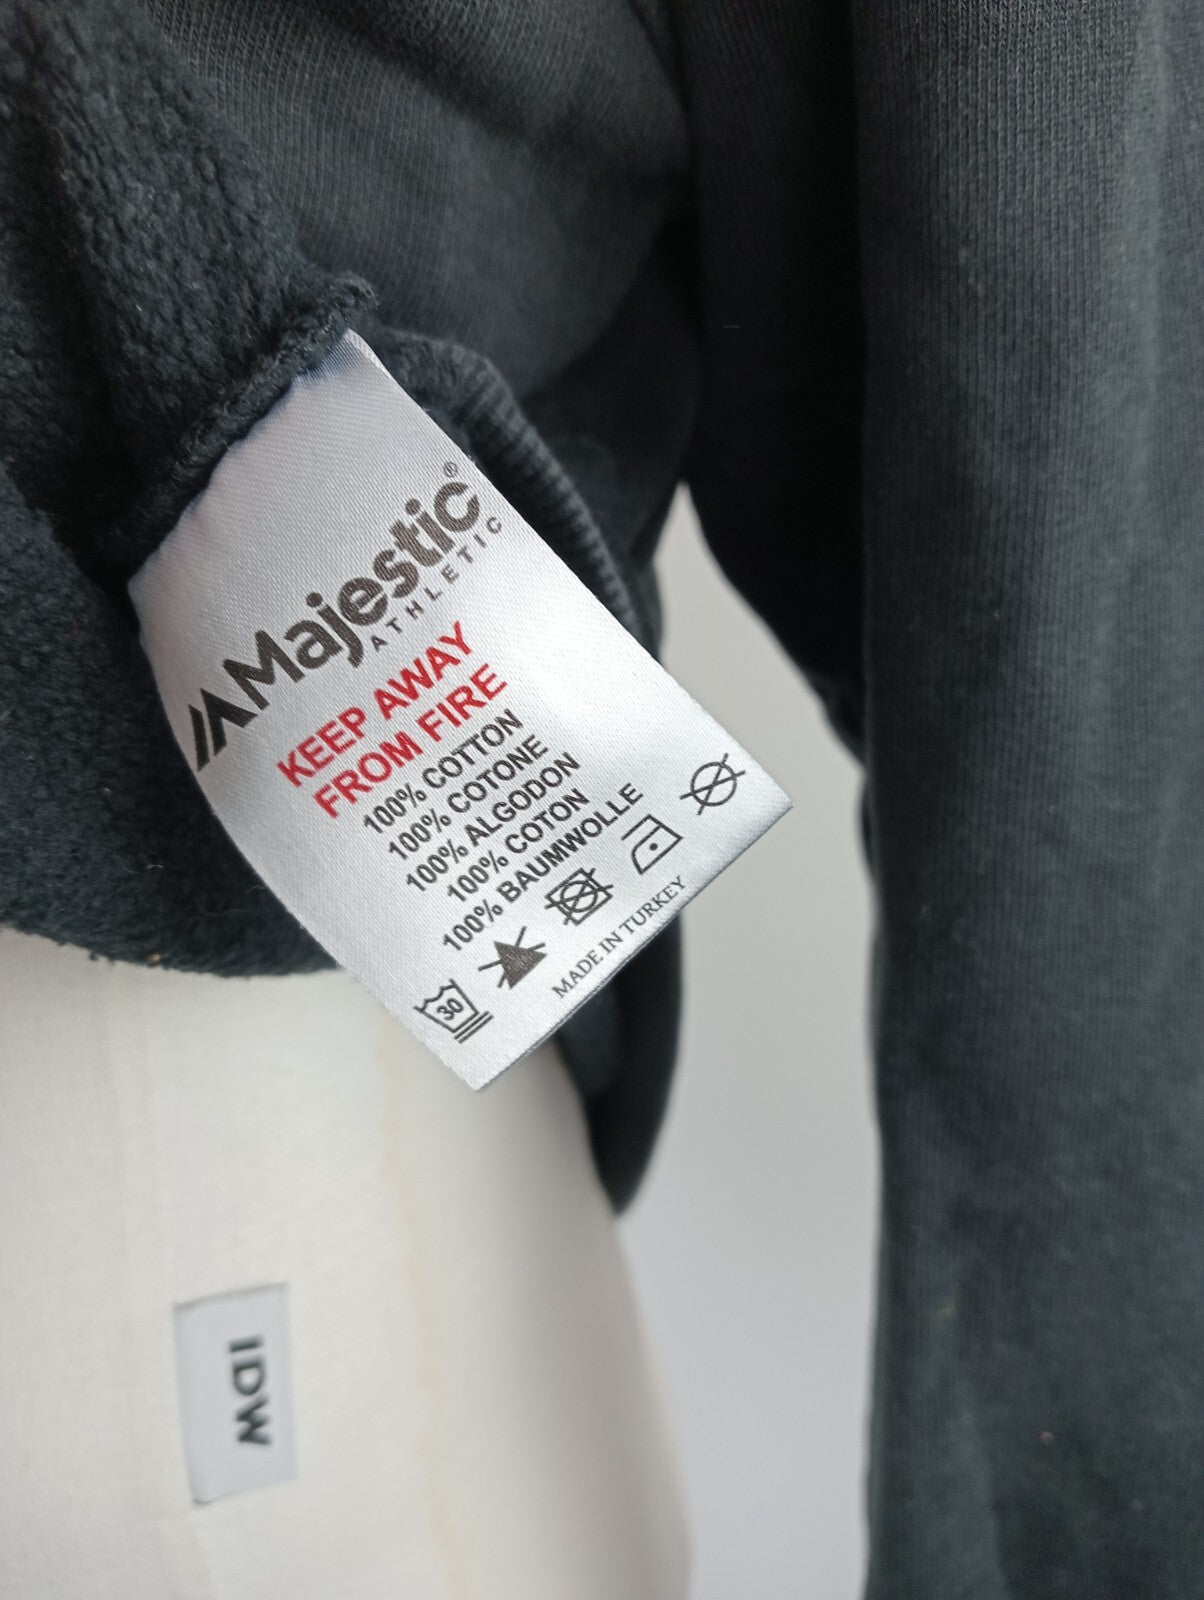 Majestic®
ATHLETIC
KEEP AWAY
FROM FIRE
100% COTTON
100% COTONE
100% ALGODON
100% COTON
100% BAUMWOLLE
30
MADE IN TURKEY
IDW